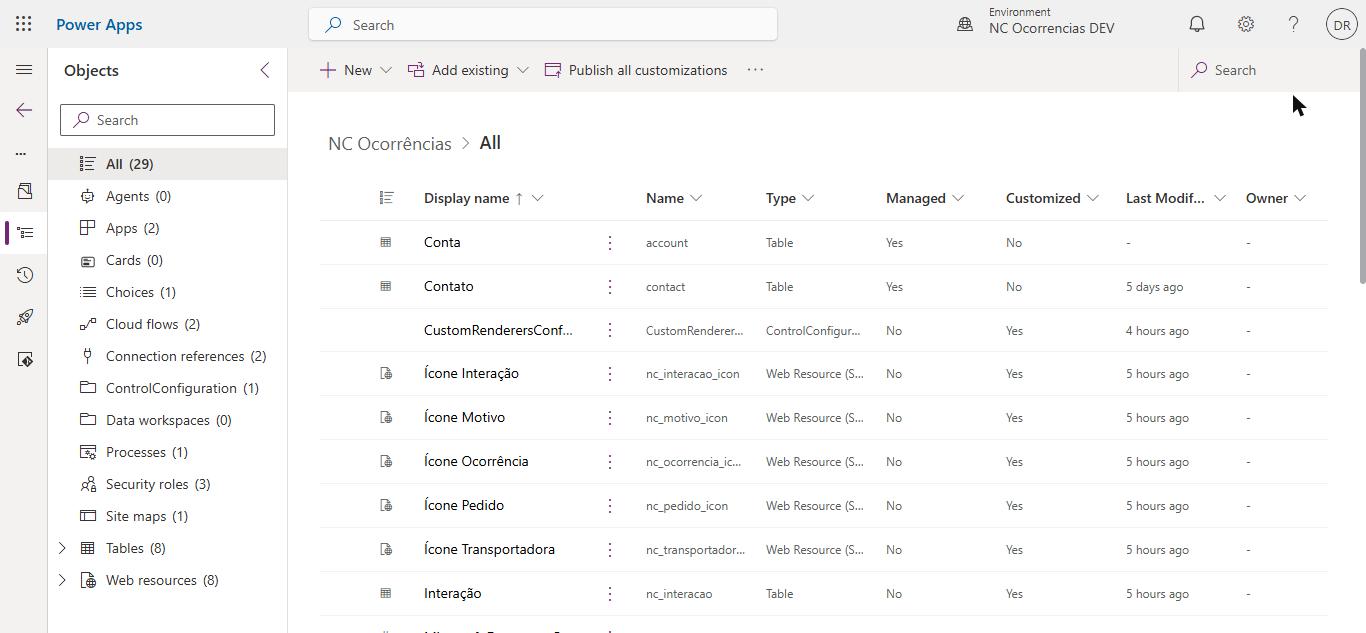 Power Apps
Search
Environment
NC Ocorrencias DEV
DR
Objects
New
Add existing
Publish all customizations
...
Search
Search
...
All (29)
Agents (0)
Apps (2)
Cards (0)
Choices (1)
Cloud flows (2)
Connection references (2)
ControlConfiguration (1)
Data workspaces (0)
Processes (1)
Security roles (3)
Site maps (1)
Tables (8)
Web resources (8)
NC Ocorrências > All
Display name ↑ Name Type Managed Customized Last Modif... Owner
Conta account Table Yes No - -
Contato contact Table Yes No 5 days ago -
CustomRenderersConf... CustomRenderer... ControlConfigur... No Yes 4 hours ago -
Ícone Interação nc_interacao_icon Web Resource (S... No Yes 5 hours ago -
Ícone Motivo nc_motivo_icon Web Resource (S... No Yes 5 hours ago -
Ícone Ocorrência nc_ocorrencia_ic... Web Resource (S... No Yes 5 hours ago -
Ícone Pedido nc_pedido_icon Web Resource (S... No Yes 5 hours ago -
Ícone Transportadora nc_transportador... Web Resource (S... No Yes 5 hours ago -
Interação nc_interacao Table No Yes 5 hours ago -